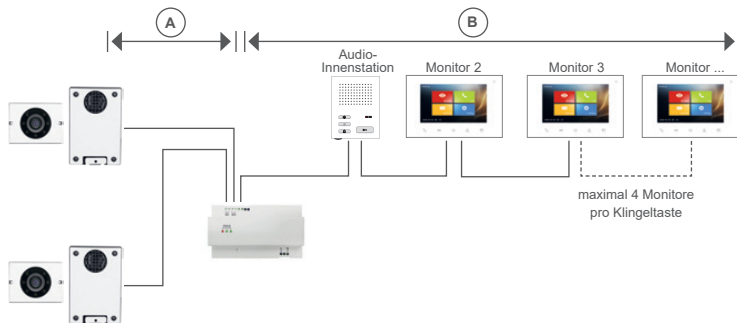 A
B
Audio-
Innenstation
Monitor 2
Monitor 3
Monitor ...
maximal 4 Monitore
pro Klingeltaste